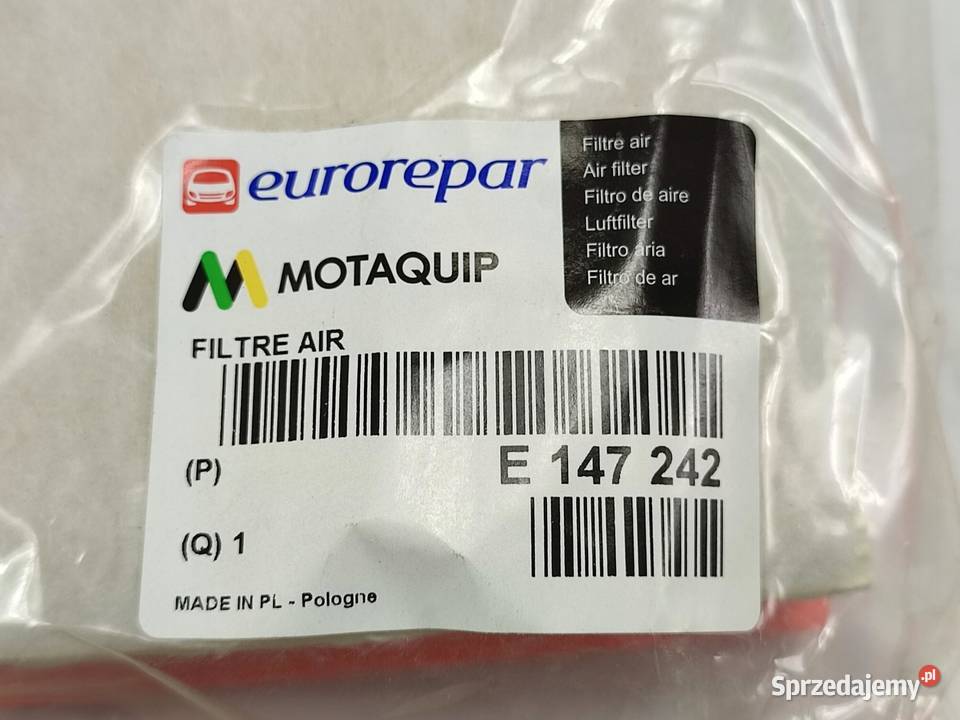 eurorepar
Filtre air
Air filter
Filtro de aire
Luftfilter
Filtro aria
Filtro de ar
MOTAQUIP
FILTRE AIR
(P) E 147 242
(Q) 1
MADE IN PL - Pologne
Sprzedajemy.pl